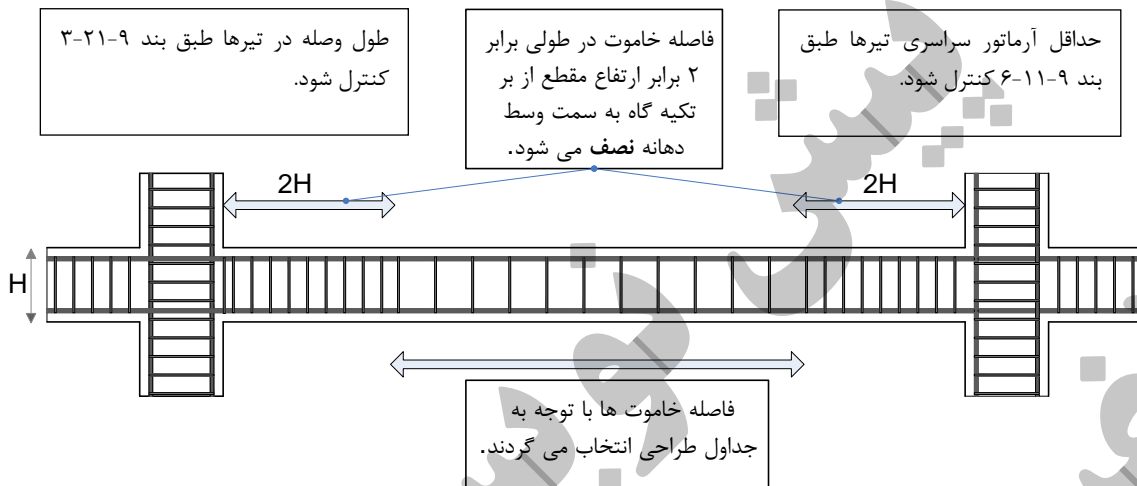 حداقل آرماتور سراسری تیرها طبق
بند ۹-۱۱-۶ کنترل شود.
فاصله خاموت در طولی برابر
۲ برابر ارتفاع مقطع از بر
تکیه گاه به سمت وسط
دهانه نصف می شود.
طول وصله در تیرها طبق بند ۹-۲۱-۳
کنترل شود.
2H
2H
H
فاصله خاموت ها با توجه به
جداول طراحی انتخاب می گردند.
پیش نویس